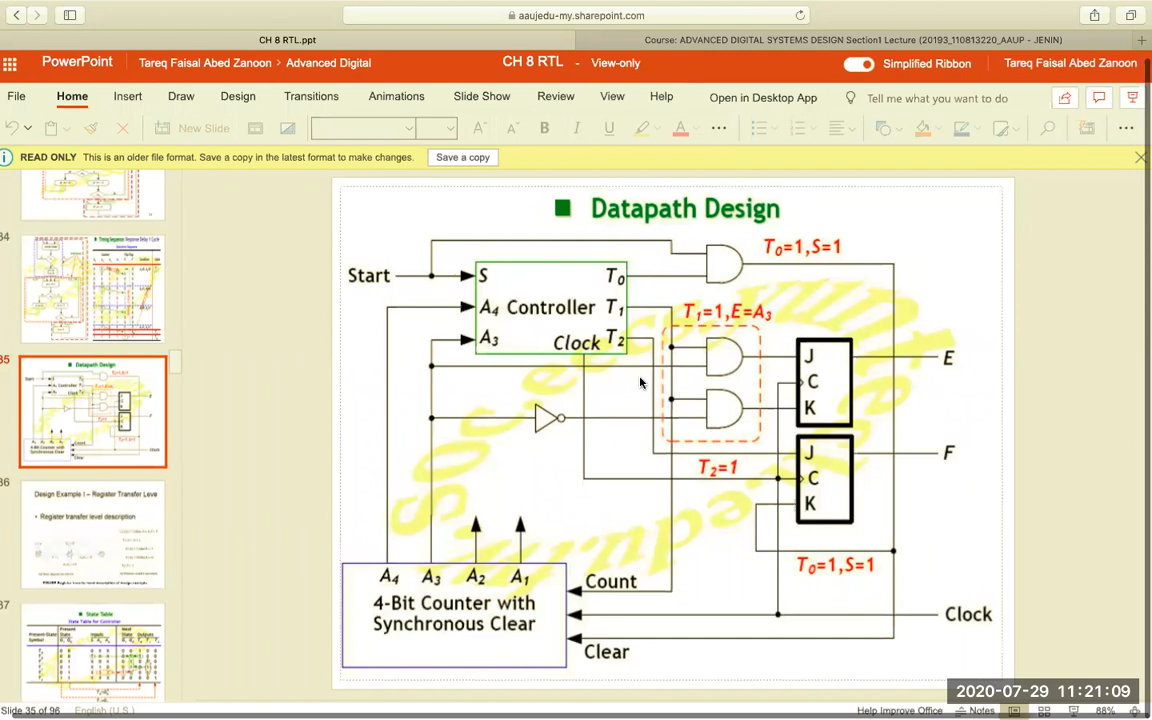 aaujedu-my.sharepoint.com
CH 8 RTL.ppt
Course: ADVANCED DIGITAL SYSTEMS DESIGN Section1 Lecture (20193_110813220_AAUP - JENIN)
PowerPoint Tareq Faisal Abed Zanoon > Advanced Digital CH 8 RTL - View-only Simplified Ribbon Tareq Faisal Abed Zanoon
File Home Insert Draw Design Transitions Animations Slide Show Review View Help Open in Desktop App Tell me what you want to do
New Slide
READ ONLY This is an older file format. Save a copy in the latest format to make changes. Save a copy
34
35
36
Design Example I – Register Transfer Leve
• Register transfer level description
37
State Table
State Table for Controller
Datapath Design
T₀=1,S=1
Start S T₀
A₄ Controller T₁
T₁=1,E=A₃
A₃ Clock T₂
J
C
K
E
J
C
K
F
T₂=1
T₀=1,S=1
A₄ A₃ A₂ A₁
Count
4-Bit Counter with
Synchronous Clear
Clock
Clear
2020-07-29 11:21:09
Slide 35 of 96 English (U.S.) Help Improve Office Notes 88%